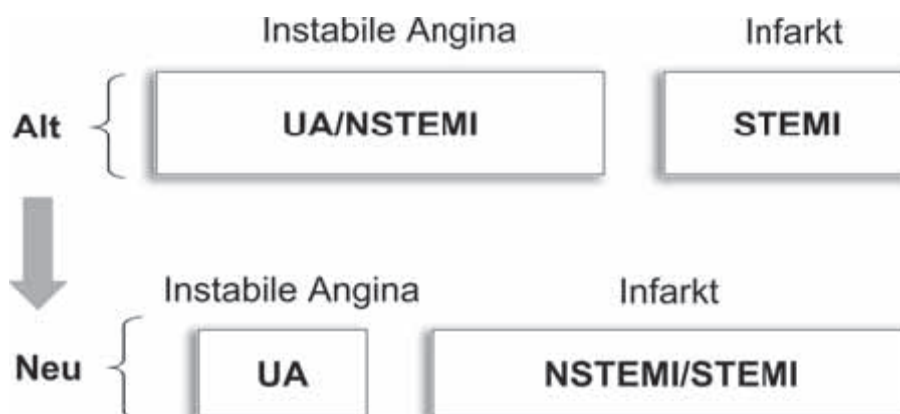 Instabile Angina Infarkt
Alt UA/NSTEMI STEMI
Instabile Angina Infarkt
Neu UA NSTEMI/STEMI